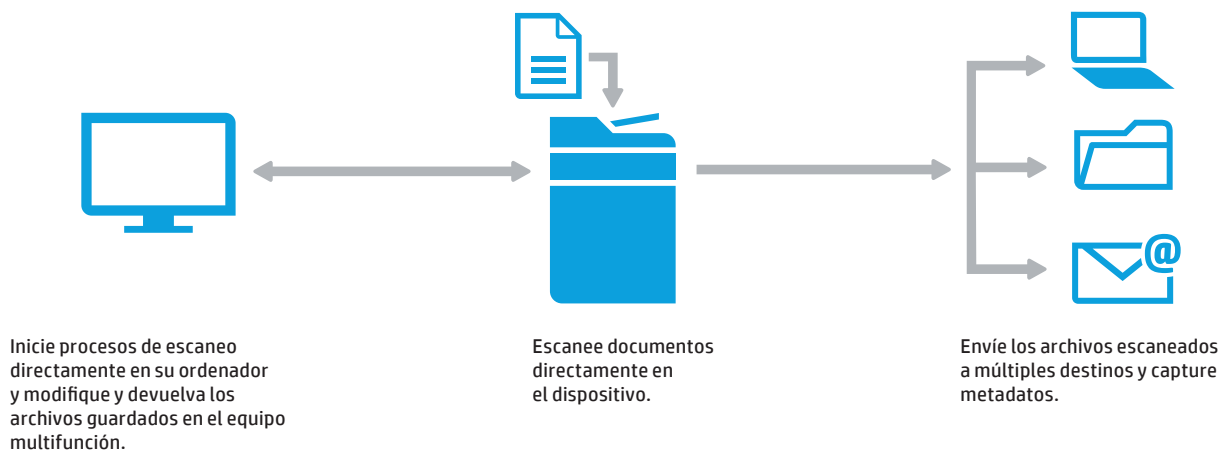 @
Inicie procesos de escaneo
directamente en su ordenador
y modifique y devuelva los
archivos guardados en el equipo
multifunción.
Escanee documentos
directamente en
el dispositivo.
Envíe los archivos escaneados
a múltiples destinos y capture
metadatos.